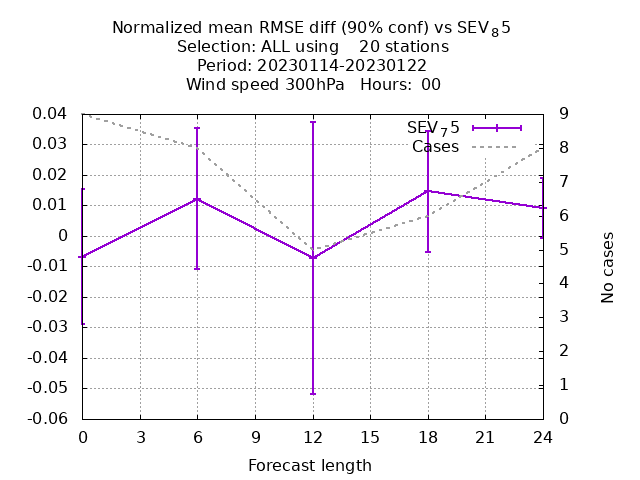 Normalized mean RMSE diff (90% conf) vs SEV₈5
Selection: ALL using    20 stations
Period: 20230114-20230122
Wind speed 300hPa   Hours:  00
0.04
0.03
0.02
0.01
0
-0.01
-0.02
-0.03
-0.04
-0.05
-0.06
SEV₇5
Cases
9
8
7
6
5
4
3
2
1
0
No cases
0 3 6 9 12 15 18 21 24
Forecast length